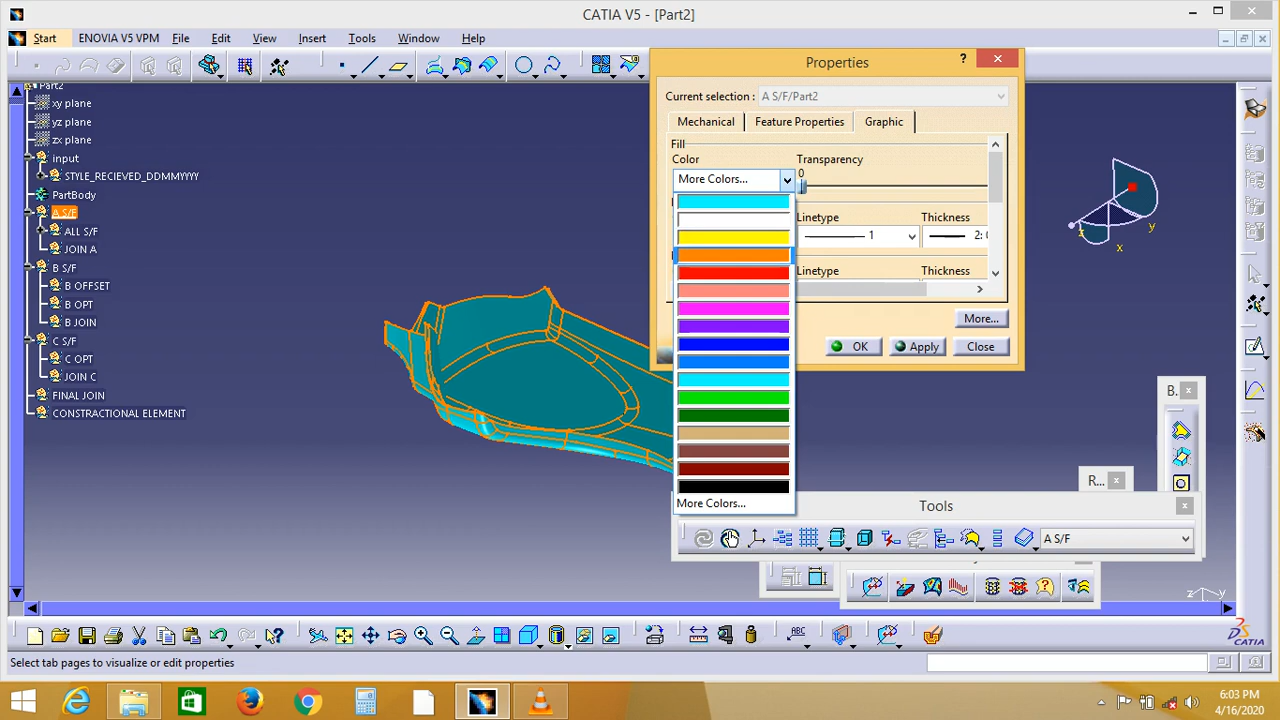 CATIA V5 - [Part2]
Start ENOVIA V5 VPM File Edit View Insert Tools Window Help
Part2
xy plane
yz plane
zx plane
input
STYLE_RECIEVED_DDMMYYYY
PartBody
A S/F
ALL S/F
JOIN A
B S/F
B OFFSET
B OPT
B JOIN
C S/F
C OPT
JOIN C
FINAL JOIN
CONSTRACTIONAL ELEMENT
Properties ?
Current selection : A S/F/Part2
Mechanical Feature Properties Graphic
Fill
Color Transparency
More Colors... 0
Linetype Thickness
1 2:
Linetype Thickness
More...
OK Apply Close
More Colors...
z y x
B...
R...
Tools
A S/F
z y
ABC
CATIA
Select tab pages to visualize or edit properties
6:03 PM
4/16/2020